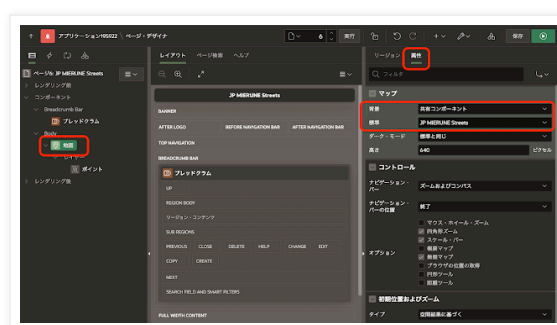 アプリケーション195022 \ ページ・デザイナ
6
実行
保存
ページ6: JP MIERUNE Streets
レンダリング前
コンポーネント
Breadcrumb Bar
ブレッドクラム
Body
地図
レイヤー
ポイント
レンダリング後
レイアウト
ページ検索
ヘルプ
JP MIERUNE Streets
BANNER
AFTER LOGO
BEFORE NAVIGATION BAR
AFTER NAVIGATION BAR
TOP NAVIGATION
BREADCRUMB BAR
ブレッドクラム
UP
REGION BODY
リージョン・コンテンツ
SUB REGIONS
PREVIOUS
CLOSE
DELETE
HELP
CHANGE
EDIT
COPY
CREATE
NEXT
SEARCH FIELD AND SMART FILTERS
FULL WIDTH CONTENT
リージョン
属性
フィルタ
マップ
背景
共有コンポーネント
標準
JP MIERUNE Streets
ダーク・モード
標準と同じ
高さ
640
ピクセル
コントロール
ナビゲーション・バー
ズームおよびコンパス
ナビゲーション・バーの位置
終了
オプション
マウス・ホイール・ズーム
四角形ズーム
スケール・バー
概要マップ
無限マップ
ブラウザの位置の取得
円形ツール
距離ツール
初期位置およびズーム
タイプ
空間結果に基づく